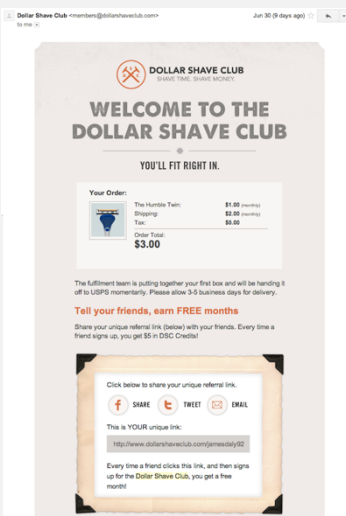 Dollar Shave Club <members@dollarshaveclub.com> Jun 30 (9 days ago)
to me
DOLLAR SHAVE CLUB
SHAVE TIME. SHAVE MONEY.
WELCOME TO THE
DOLLAR SHAVE CLUB
YOU'LL FIT RIGHT IN.
Your Order:
The Humble Twin: $1.00 (monthly)
Shipping: $2.00 (monthly)
Tax: $0.00
Order Total:
$3.00
The fulfillment team is putting together your first box and will be handing it
off to USPS momentarily. Please allow 3-5 business days for delivery.
Tell your friends, earn FREE months
Share your unique referral link (below) with your friends. Every time a
friend signs up, you get $5 in DSC Credits!
Click below to share your unique referral link.
f SHARE t TWEET EMAIL
This is YOUR unique link:
http://www.dollarshaveclub.com/jamesdaly92
Every time a friend clicks this link, and then signs
up for the Dollar Shave Club, you get a free
month!